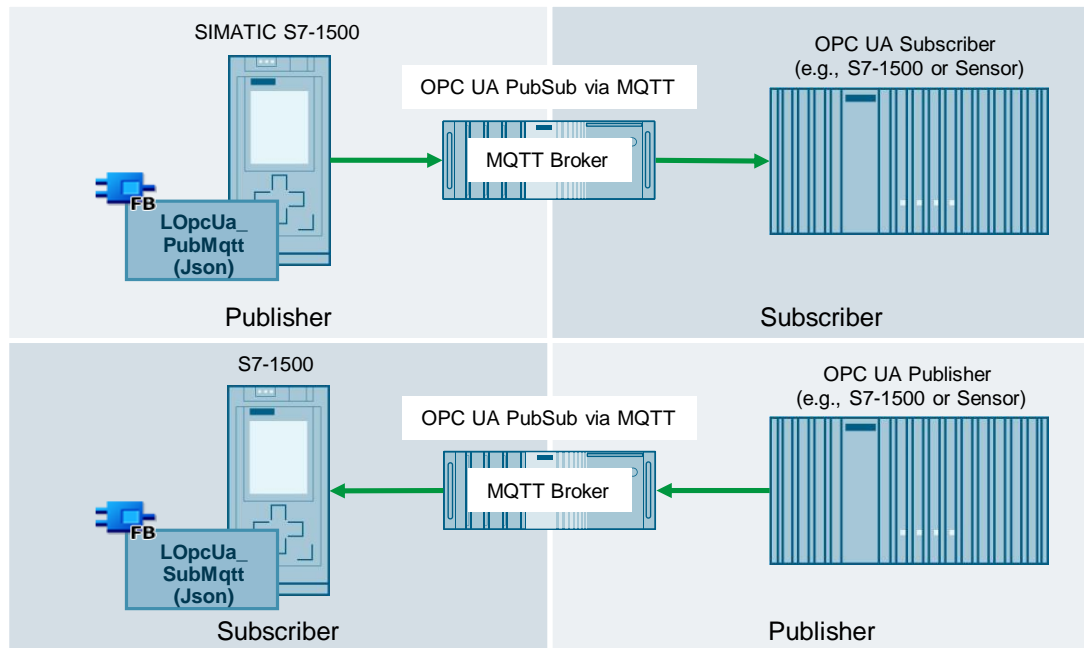 SIMATIC S7-1500
OPC UA Subscriber
(e.g., S7-1500 or Sensor)
OPC UA PubSub via MQTT
MQTT Broker
FB
LOpcUa_
PubMqtt
(Json)
Publisher
Subscriber
S7-1500
OPC UA Publisher
(e.g., S7-1500 or Sensor)
OPC UA PubSub via MQTT
MQTT Broker
FB
LOpcUa_
SubMqtt
(Json)
Subscriber
Publisher